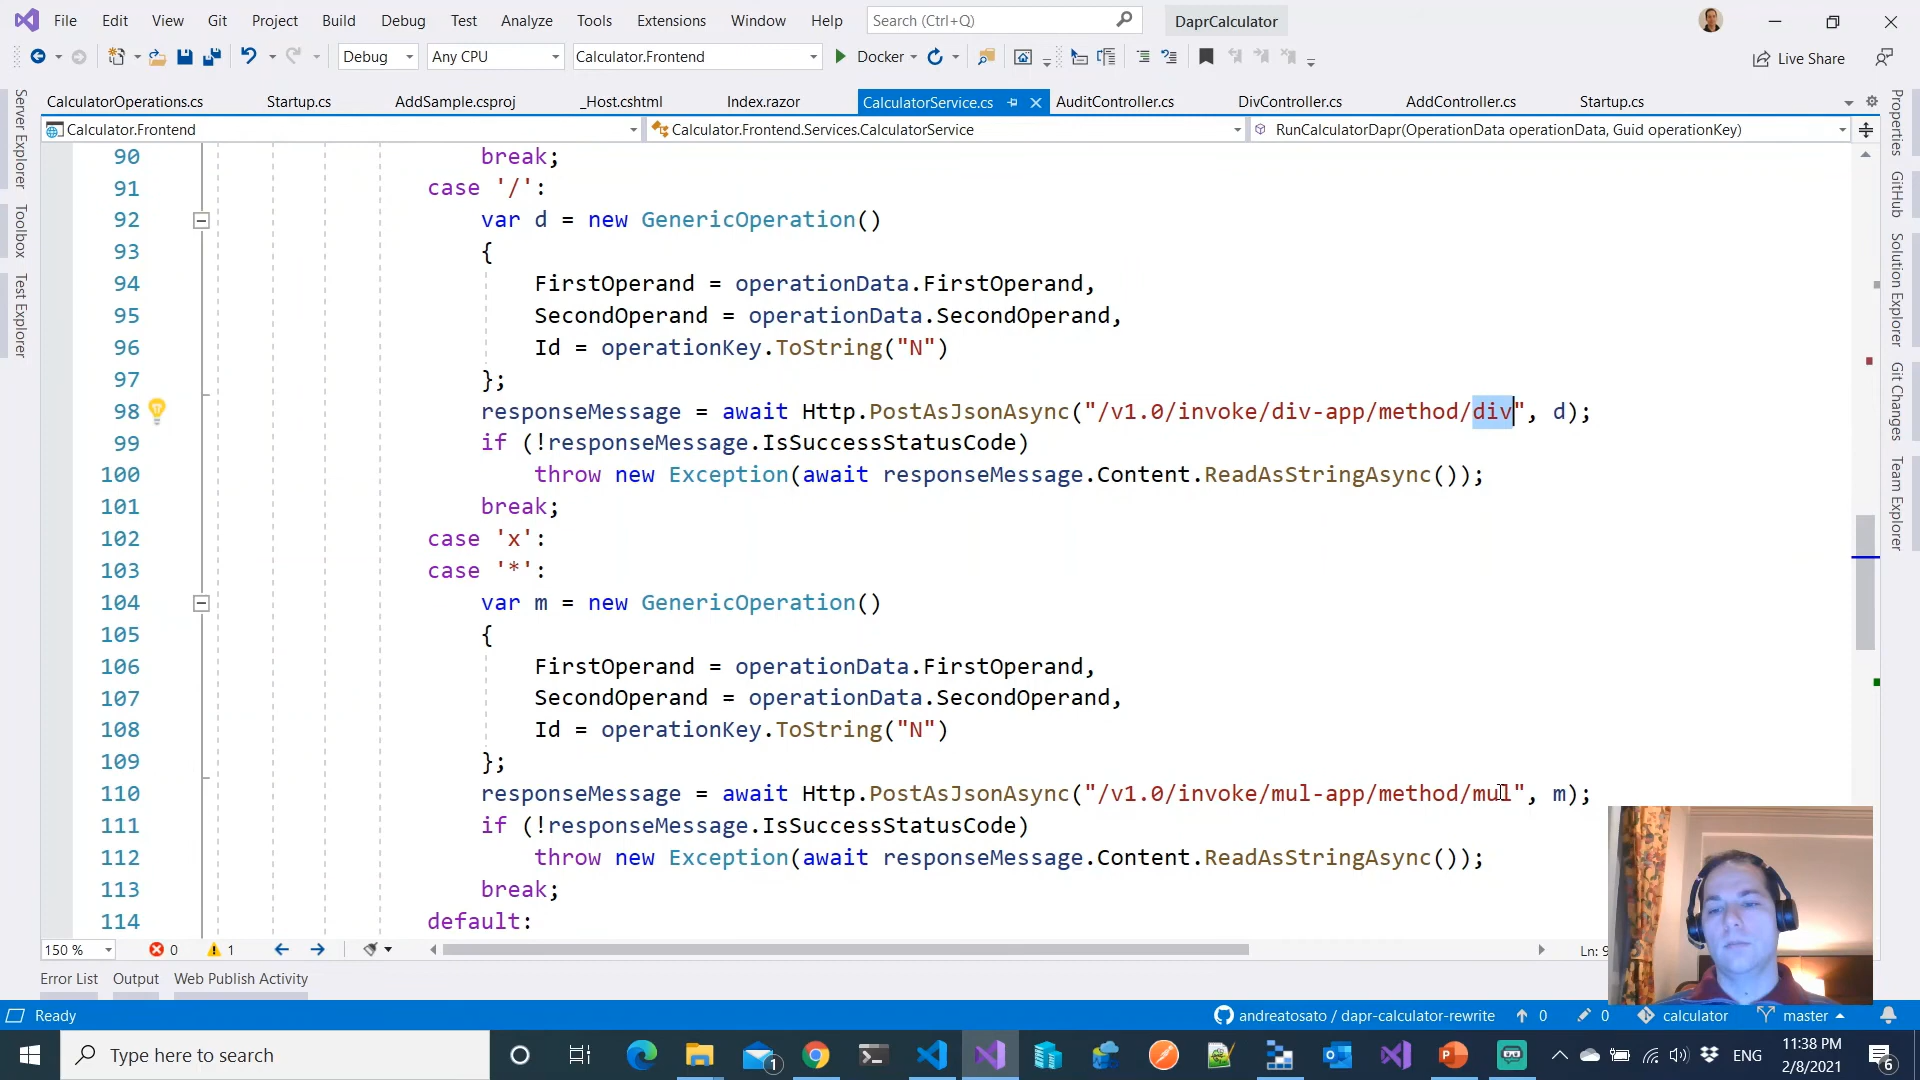 File Edit View Git Project Build Debug Test Analyze Tools Extensions Window Help Search (Ctrl+Q) DaprCalculator
Debug Any CPU Calculator.Frontend Docker Live Share
CalculatorOperations.cs Startup.cs AddSample.csproj _Host.cshtml Index.razor CalculatorService.cs AuditController.cs DivController.cs AddController.cs Startup.cs
Calculator.Frontend Calculator.Frontend.Services.CalculatorService RunCalculatorDapr(OperationData operationData, Guid operationKey)
Server Explorer
Toolbox
Test Explorer
90 break;
91 case '/':
92 var d = new GenericOperation()
93 {
94 FirstOperand = operationData.FirstOperand,
95 SecondOperand = operationData.SecondOperand,
96 Id = operationKey.ToString("N")
97 };
98 responseMessage = await Http.PostAsJsonAsync("/v1.0/invoke/div-app/method/div", d);
99 if (!responseMessage.IsSuccessStatusCode)
100 throw new Exception(await responseMessage.Content.ReadAsStringAsync());
101 break;
102 case 'x':
103 case '*':
104 var m = new GenericOperation()
105 {
106 FirstOperand = operationData.FirstOperand,
107 SecondOperand = operationData.SecondOperand,
108 Id = operationKey.ToString("N")
109 };
110 responseMessage = await Http.PostAsJsonAsync("/v1.0/invoke/mul-app/method/mul", m);
111 if (!responseMessage.IsSuccessStatusCode)
112 throw new Exception(await responseMessage.Content.ReadAsStringAsync());
113 break;
114 default:
Properties
GitHub
Solution Explorer
Git Changes
Team Explorer
150 % 0 1 Ln: 9
Error List Output Web Publish Activity
Ready andreatosato / dapr-calculator-rewrite 0 0 calculator master
Type here to search 1 ENG 11:38 PM
2/8/2021 6